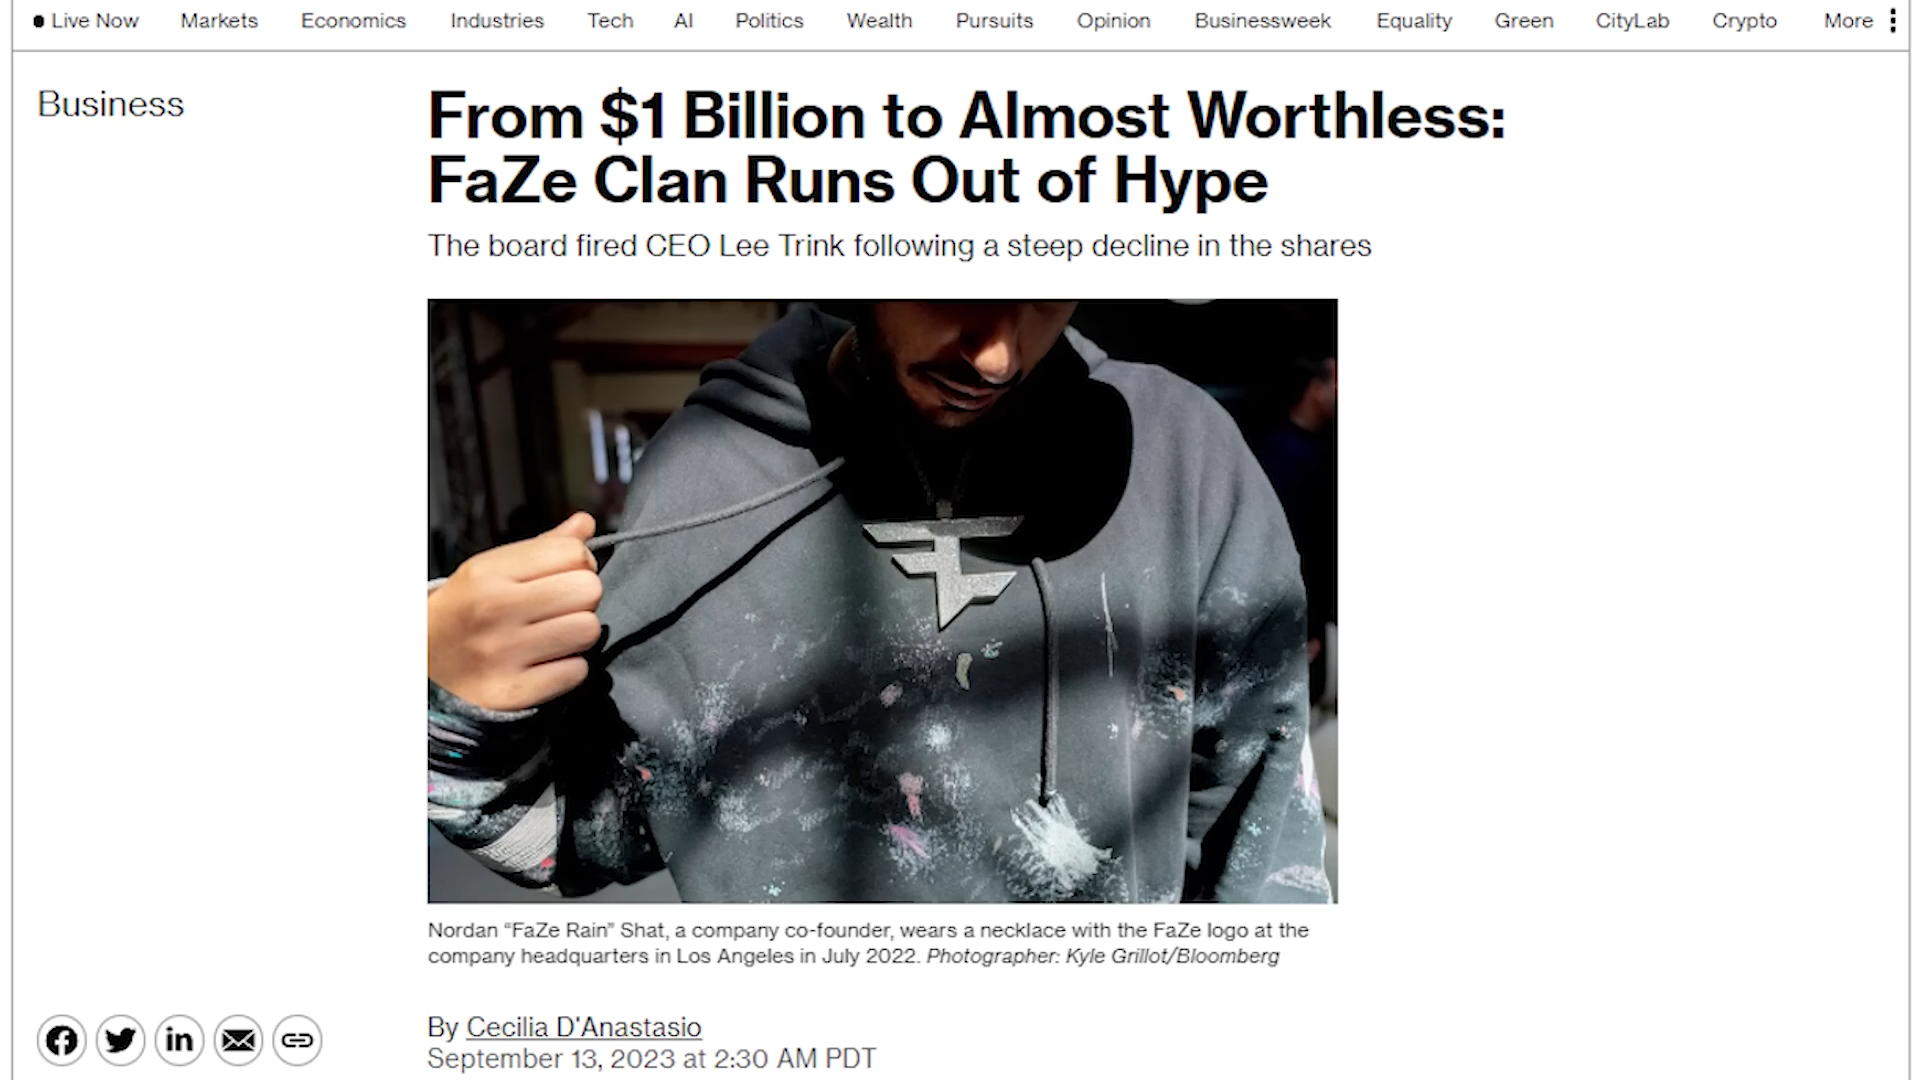 Live Now Markets Economics Industries Tech AI Politics Wealth Pursuits Opinion Businessweek Equality Green CityLab Crypto More
Business
From $1 Billion to Almost Worthless:
FaZe Clan Runs Out of Hype
The board fired CEO Lee Trink following a steep decline in the shares
Nordan “FaZe Rain” Shat, a company co-founder, wears a necklace with the FaZe logo at the
company headquarters in Los Angeles in July 2022. Photographer: Kyle Grillot/Bloomberg
By Cecilia D'Anastasio
September 13, 2023 at 2:30 AM PDT